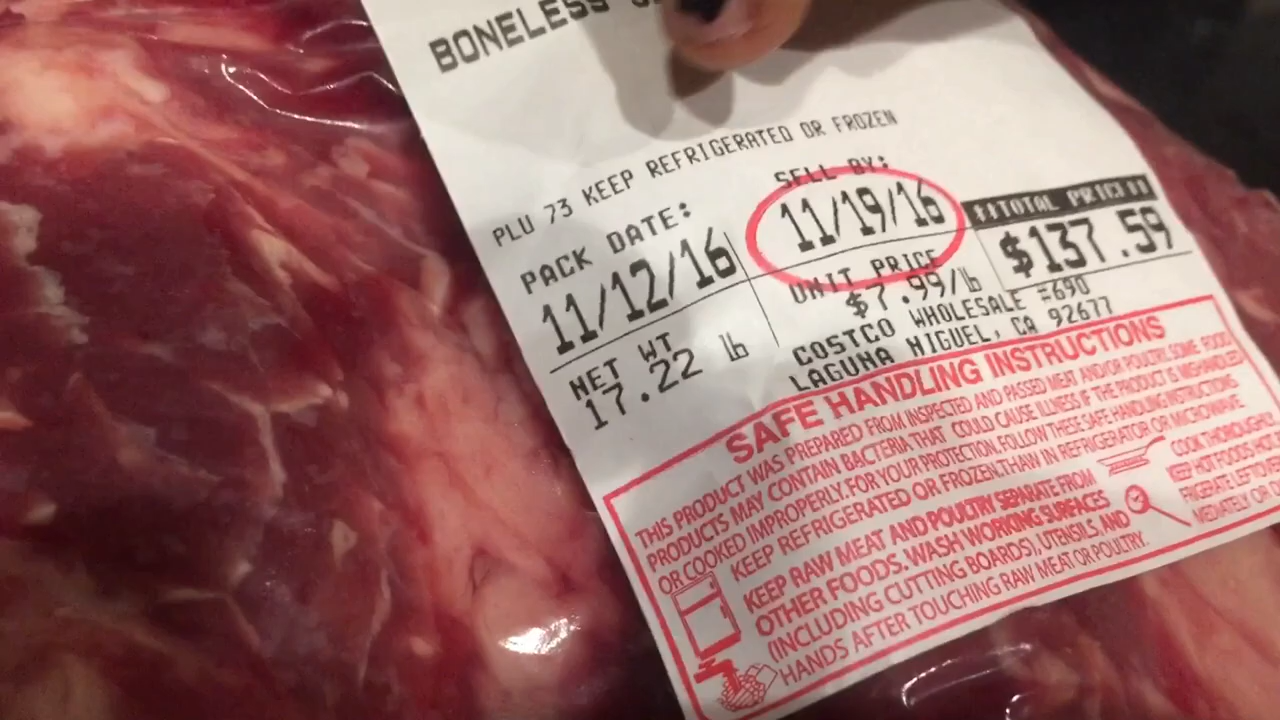 BONELESS
PLU 73 KEEP REFRIGERATED OR FROZEN
PACK DATE: SELL BY:
11/12/16 11/19/16 TOTAL PRICE
$137.59
NET WT UNIT PRICE
17.22 lb $7.99/lb
COSTCO WHOLESALE #690
LAGUNA NIGUEL, CA 92677
SAFE HANDLING INSTRUCTIONS
THIS PRODUCT WAS PREPARED FROM INSPECTED AND PASSED MEAT AND/OR POULTRY. SOME FOOD
PRODUCTS MAY CONTAIN BACTERIA THAT COULD CAUSE ILLNESS IF THE PRODUCT IS MISHANDLED
OR COOKED IMPROPERLY. FOR YOUR PROTECTION, FOLLOW THESE SAFE HANDLING INSTRUCTIONS.
KEEP REFRIGERATED OR FROZEN. THAW IN REFRIGERATOR OR MICROWAVE.
KEEP RAW MEAT AND POULTRY SEPARATE FROM
OTHER FOODS. WASH WORKING SURFACES
(INCLUDING CUTTING BOARDS), UTENSILS, AND
HANDS AFTER TOUCHING RAW MEAT OR POULTRY.
COOK THOROUGHLY
KEEP HOT FOODS HOT